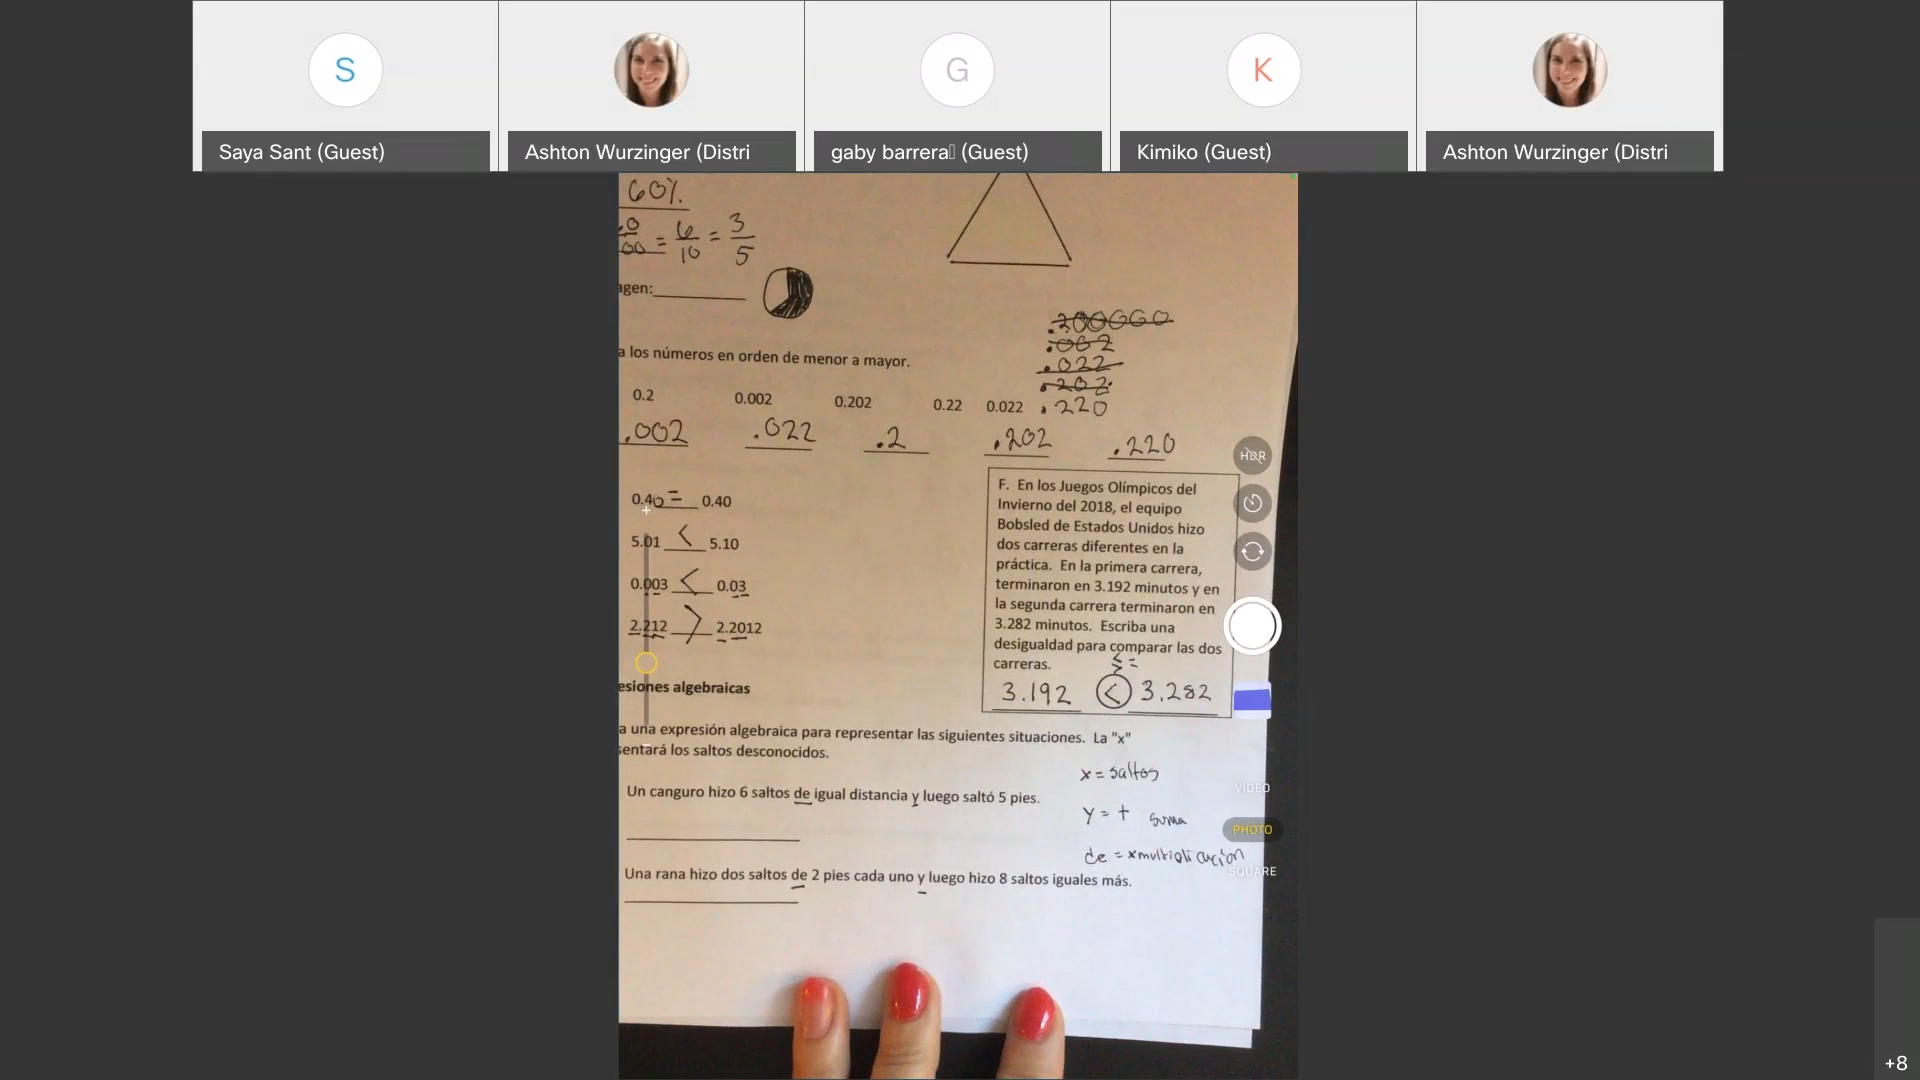 S
G
K
Saya Sant (Guest)
Ashton Wurzinger (Distri
gaby barrera (Guest)
Kimiko (Guest)
Ashton Wurzinger (Distri
60%
= 6/10 = 3/5
agen:
.200000
.002
.022
.202
.220
a los números en orden de menor a mayor.
0.2 0.002 0.202 0.22 0.022
.002 .022 .2 .202 .220
HDR
0.40 = 0.40
5.01 < 5.10
0.003 < 0.03
2.212 > 2.2012
F. En los Juegos Olímpicos del
Invierno del 2018, el equipo
Bobsled de Estados Unidos hizo
dos carreras diferentes en la
práctica. En la primera carrera,
terminaron en 3.192 minutos y en
la segunda carrera terminaron en
3.282 minutos. Escriba una
desigualdad para comparar las dos
carreras.
3.192 < 3.282
esiones algebraicas
a una expresión algebraica para representar las siguientes situaciones. La "x"
sentará los saltos desconocidos.
x = saltos
VIDEO
Un canguro hizo 6 saltos de igual distancia y luego saltó 5 pies.
y = + suma
PHOTO
de = x multiplicación
SQUARE
Una rana hizo dos saltos de 2 pies cada uno y luego hizo 8 saltos iguales más.
+8